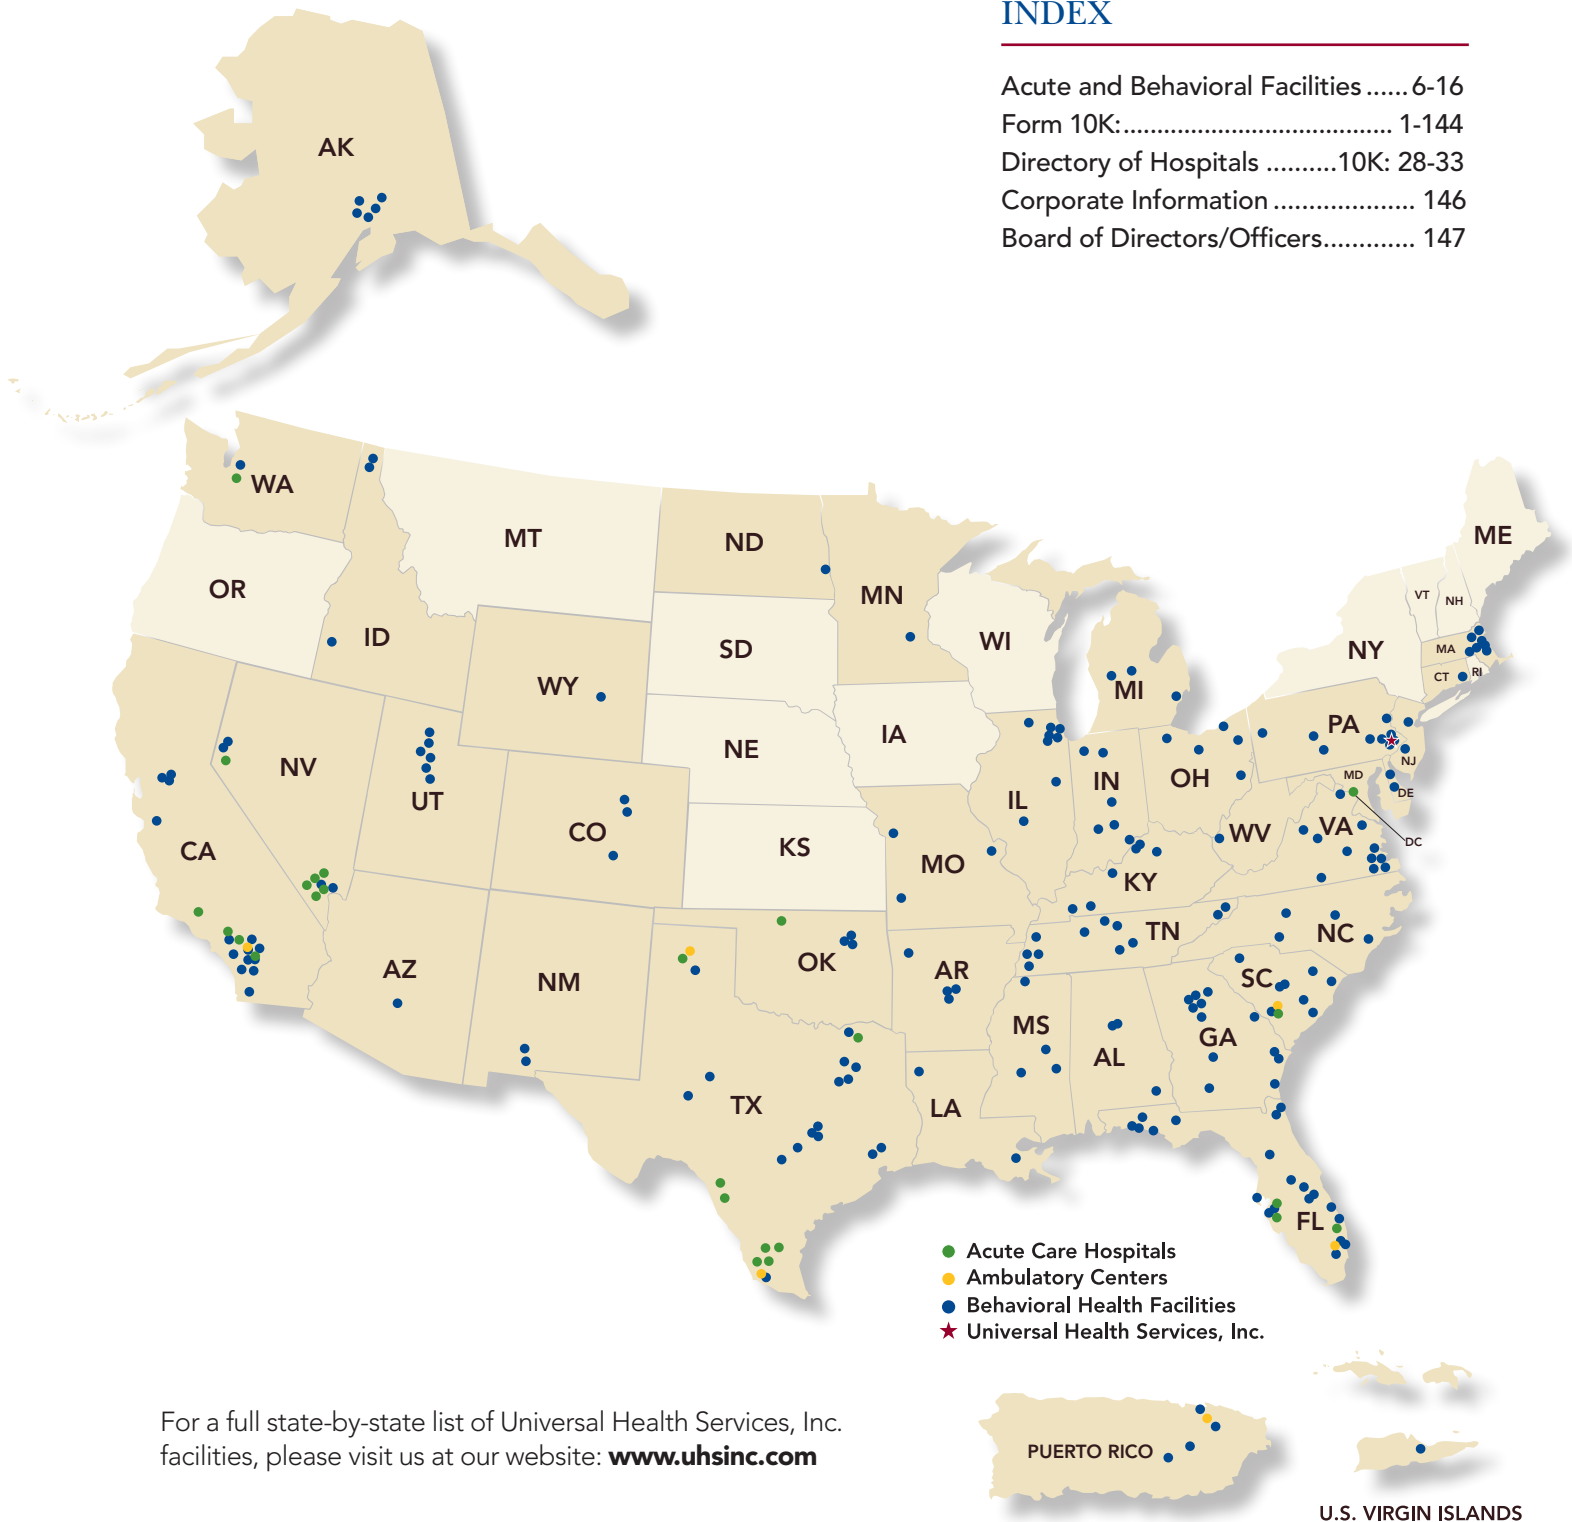 INDEX
Acute and Behavioral Facilities ...... 6-16
Form 10K:........................................ 1-144
Directory of Hospitals ..........10K: 28-33
Corporate Information ..................... 146
Board of Directors/Officers............. 147
AK
WA
MT
ND
ME
OR
MN
VT
NH
ID
SD
WI
NY
MA
WY
MI
CT
RI
IA
PA
NE
NV
NJ
UT
IN
OH
MD
IL
DE
CO
CA
KS
WV
VA
DC
MO
KY
TN
NC
OK
AZ
NM
AR
SC
MS
GA
AL
TX
LA
FL
Acute Care Hospitals
Ambulatory Centers
Behavioral Health Facilities
Universal Health Services, Inc.
For a full state-by-state list of Universal Health Services, Inc.
facilities, please visit us at our website: www.uhsinc.com
PUERTO RICO
U.S. VIRGIN ISLANDS